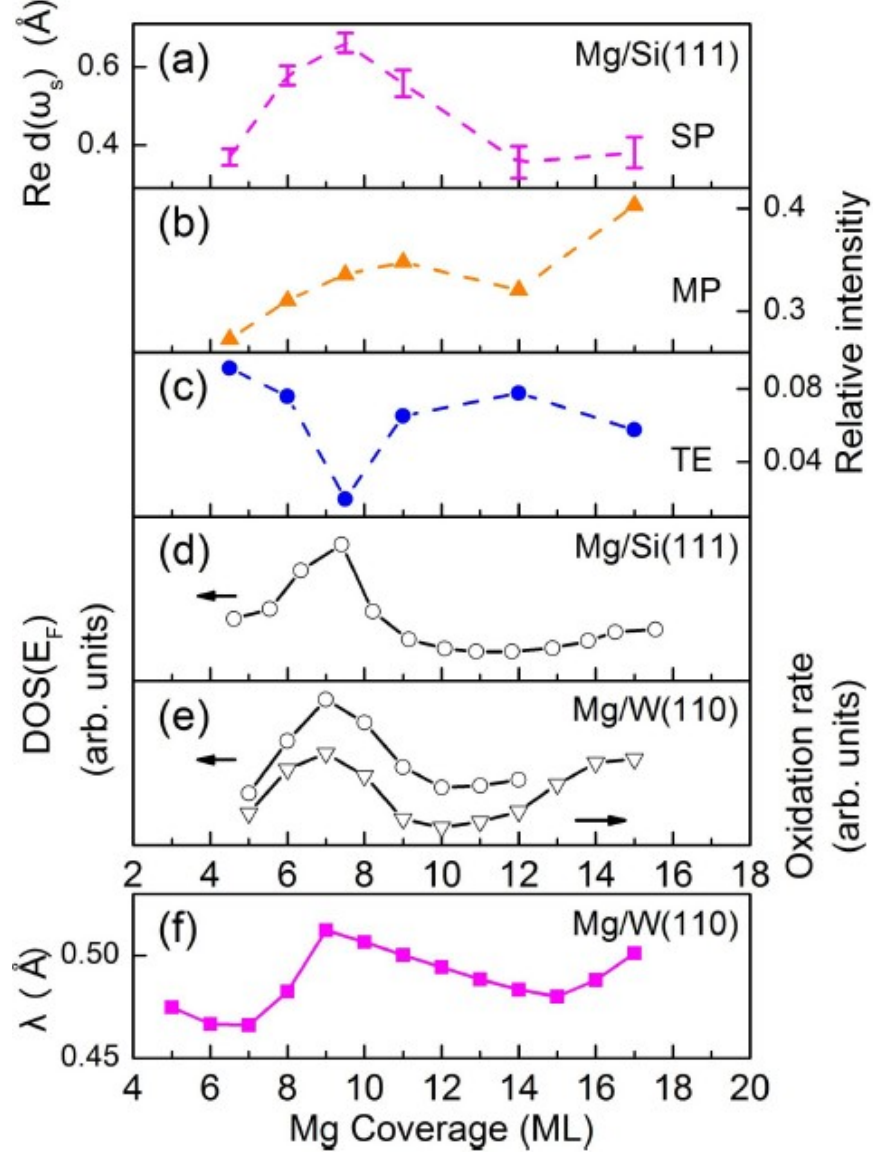 Re d(ωs) (Å)
0.6
0.4
(a)
Mg/Si(111)
SP
(b)
MP
0.4
0.3
Relative intensitiy
(c)
TE
0.08
0.04
(d)
Mg/Si(111)
DOS(EF)
(arb. units)
(e)
Mg/W(110)
Oxidation rate
(arb. units)
2 4 6 8 10 12 14 16 18
(f)
Mg/W(110)
λ ( Å)
0.50
0.45
4 6 8 10 12 14 16 18 20
Mg Coverage (ML)